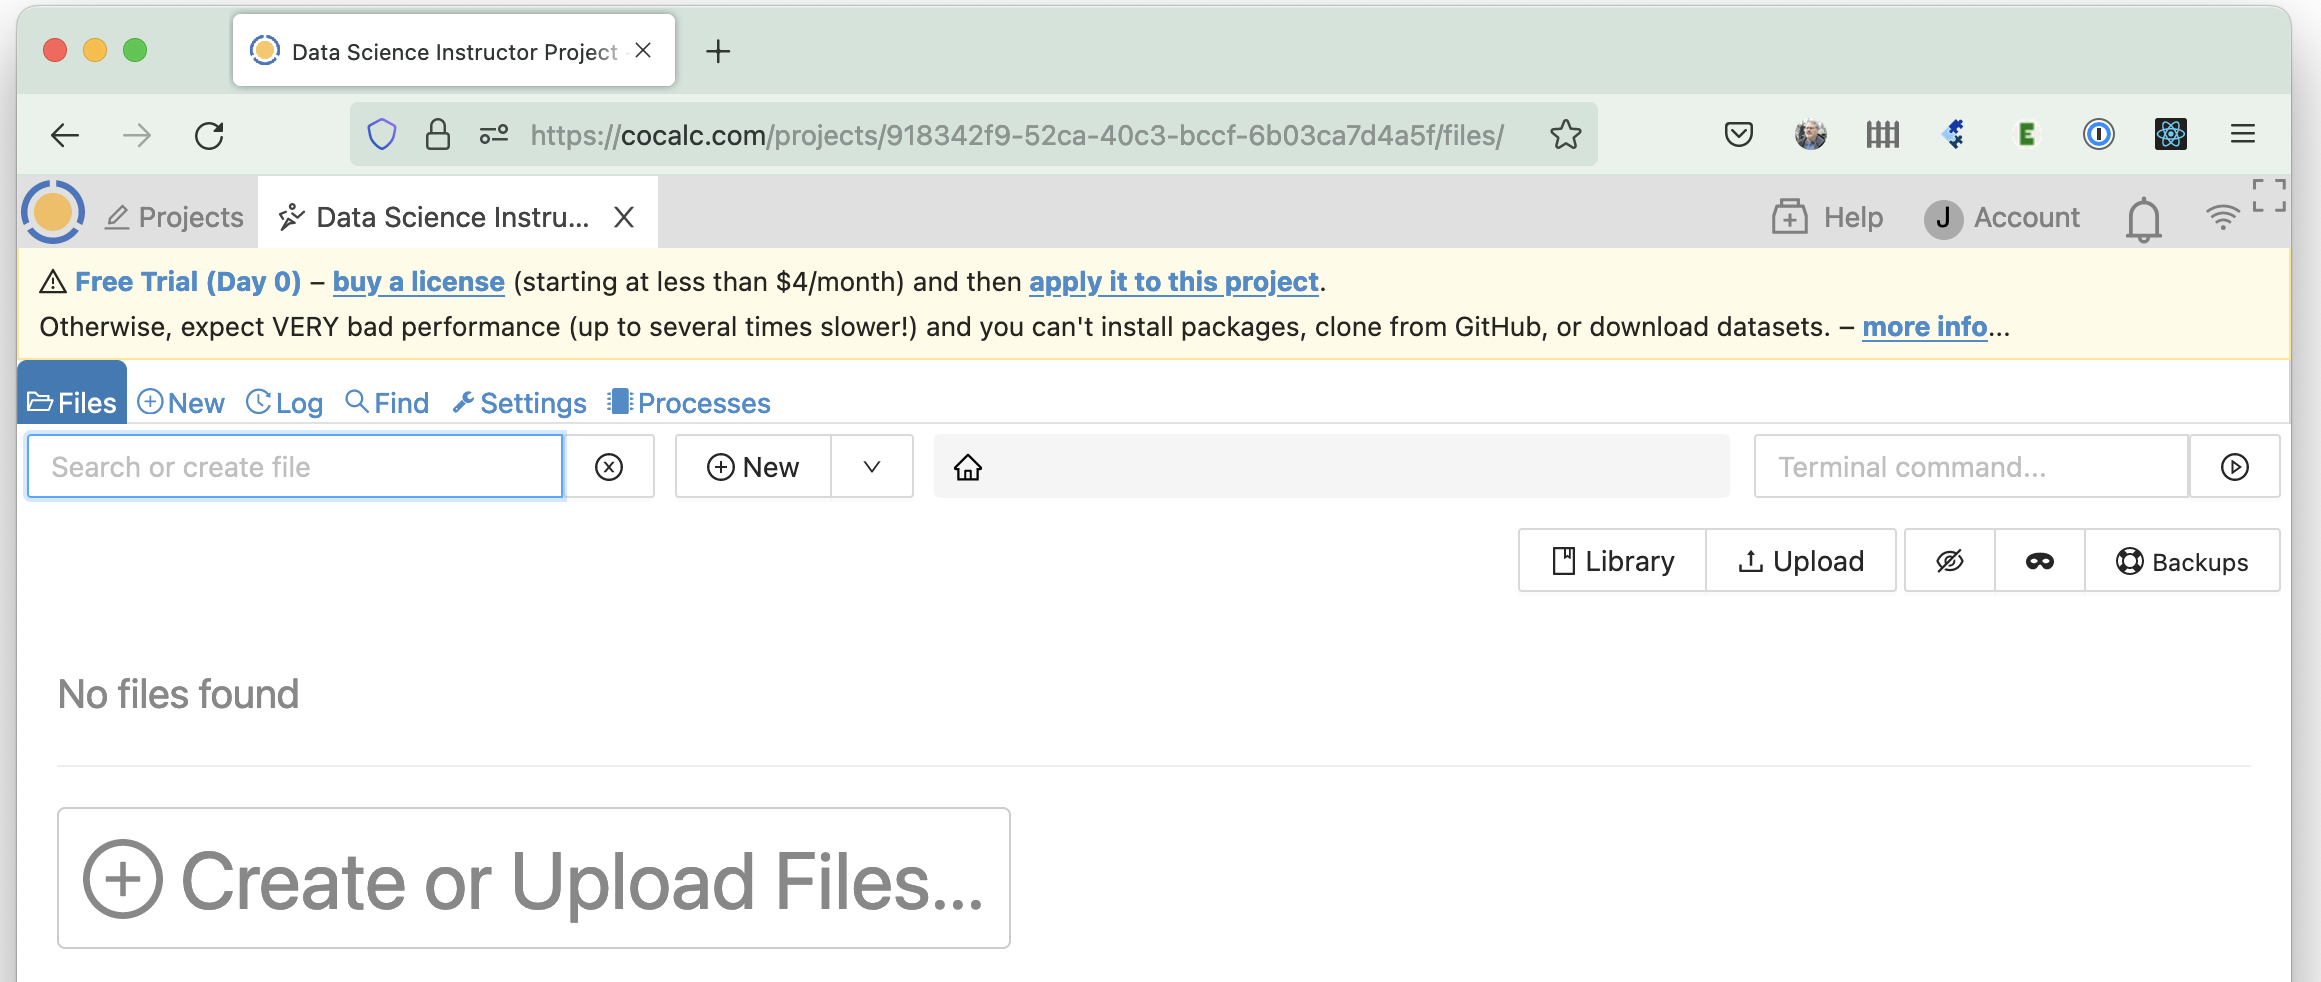 Data Science Instructor Project
https://cocalc.com/projects/918342f9-52ca-40c3-bccf-6b03ca7d4a5f/files/
E
Projects
Data Science Instru...
Help
J Account
Free Trial (Day 0) – buy a license (starting at less than $4/month) and then apply it to this project.
Otherwise, expect VERY bad performance (up to several times slower!) and you can't install packages, clone from GitHub, or download datasets. – more info...
Files New Log Find Settings Processes
Search or create file
New
Terminal command...
Library Upload Backups
No files found
Create or Upload Files...